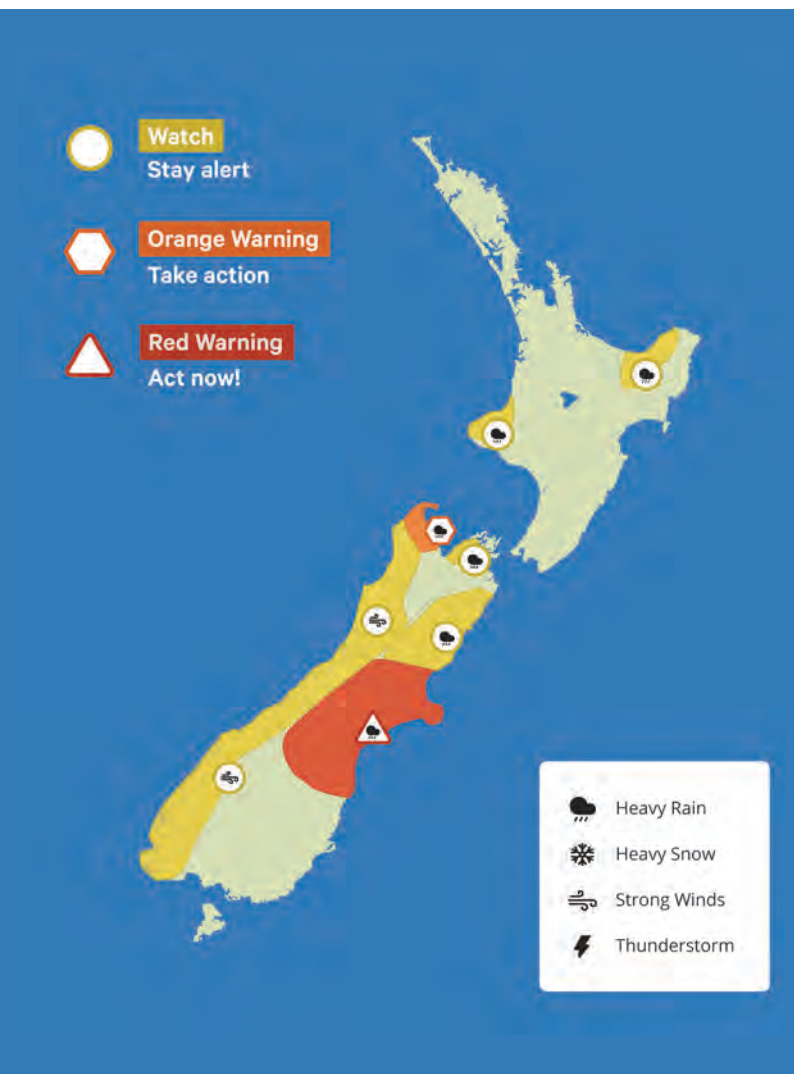 Watch
Stay alert
Orange Warning
Take action
Red Warning
Act now!
Heavy Rain
Heavy Snow
Strong Winds
Thunderstorm